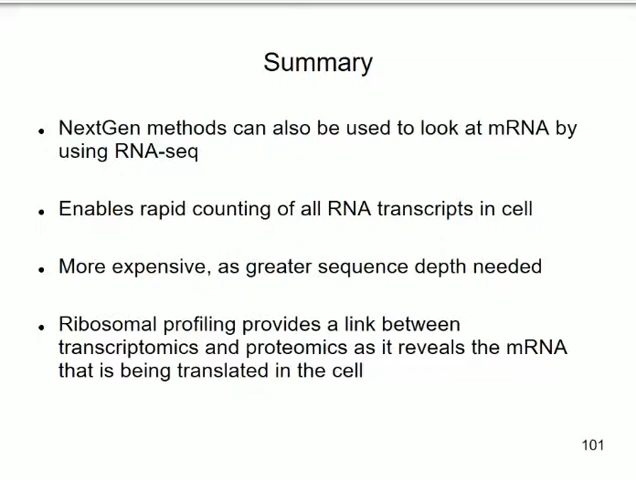 Summary
• NextGen methods can also be used to look at mRNA by
using RNA-seq
• Enables rapid counting of all RNA transcripts in cell
• More expensive, as greater sequence depth needed
• Ribosomal profiling provides a link between
transcriptomics and proteomics as it reveals the mRNA
that is being translated in the cell
101